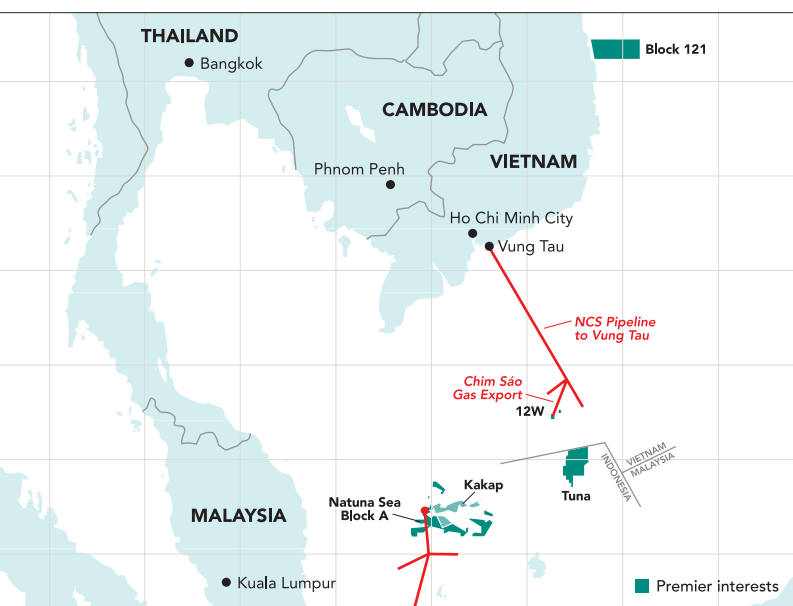 THAILAND
Bangkok
Block 121
CAMBODIA
VIETNAM
Phnom Penh
Ho Chi Minh City
Vung Tau
NCS Pipeline
to Vung Tau
Chim Sáo
Gas Export
12W
VIETNAM
MALAYSIA
INDONESIA
Tuna
Kakap
Natuna Sea
Block A
MALAYSIA
Kuala Lumpur
Premier interests